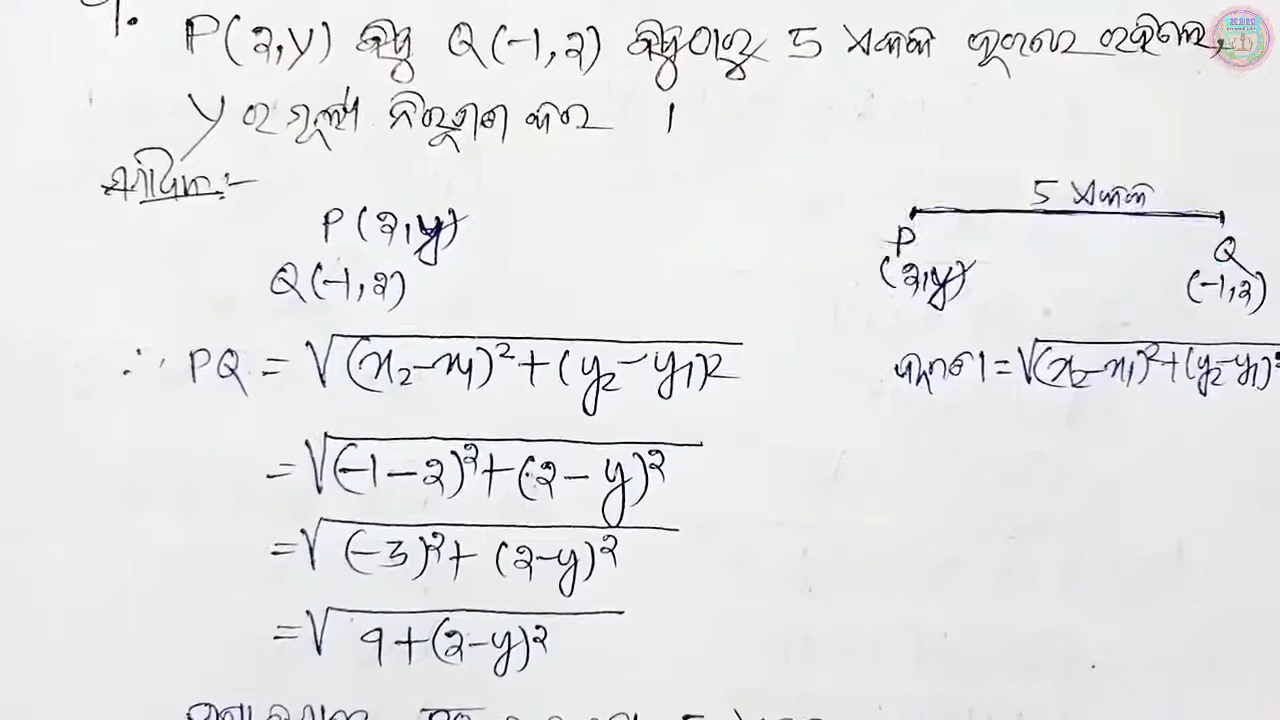 ୨. P(2,y) ବିନ୍ଦୁ Q(-1,2) ବିନ୍ଦୁଠାରୁ 5 ଏକକ ଦୂରରେ ରହିଲେ,
y ର ମୂଲ୍ୟ ନିରୂପଣ କର ।
ସମାଧାନ:-
5 ଏକକ
P(2,y)
P
Q
Q(-1,2)
(2,y)
(-1,2)
∴ PQ = √(x₂-x₁)²+(y₂-y₁)²
ଦୂରତା = √(x₂-x₁)²+(y₂-y₁)²
= √(-1-2)²+(2-y)²
= √(-3)²+(2-y)²
= √9+(2-y)²